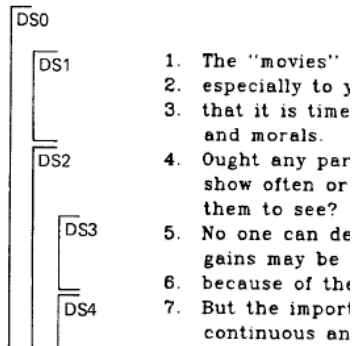 DS0
DS1
1. The "movies"
2. especially to y
3. that it is time
and morals.
DS2
4. Ought any par
show often or
them to see?
DS3
5. No one can de
gains may be
6. because of the
DS4
7. But the import
continuous an